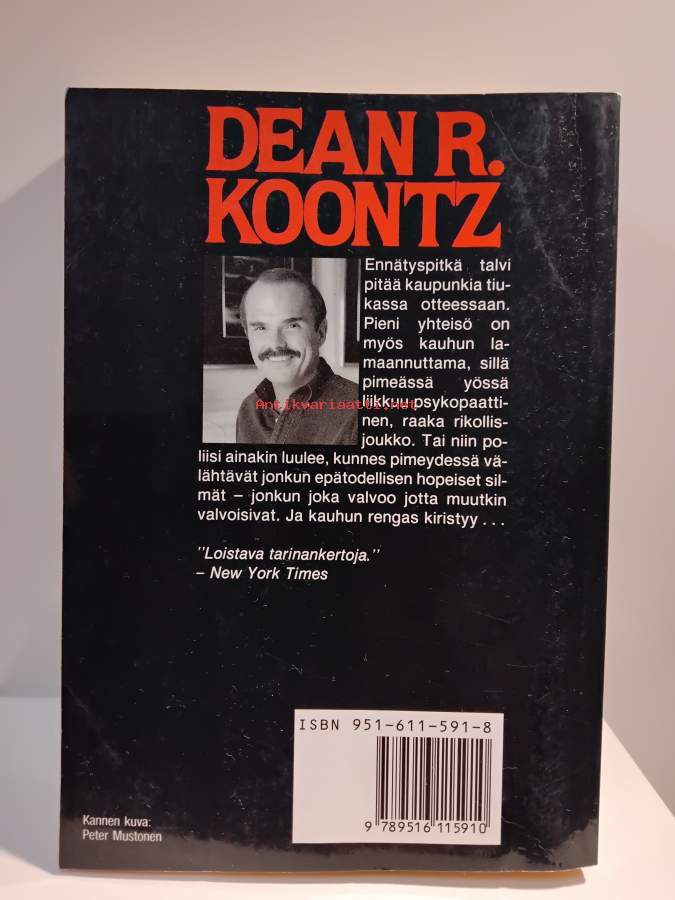 DEAN R.
KOONTZ
Ennätyspitkä talvi
pitää kaupunkia tiu-
kassa otteessaan.
Pieni yhteisö on
myös kauhun la-
maannuttama, sillä
pimeässä yössä
liikkuu psykopaatti-
nen, raaka rikollis-
joukko. Tai niin po-
liisi ainakin luulee, kunnes pimeydessä vä-
lähtävät jonkun epätodellisen hopeiset sil-
mät – jonkun joka valvoo jotta muutkin
valvoisivat. Ja kauhun rengas kiristyy . . .
Antikvariaatti.net
"Loistava tarinankertoja."
– New York Times
ISBN 951-611-591-8
9 789516 115910
Kannen kuva:
Peter Mustonen